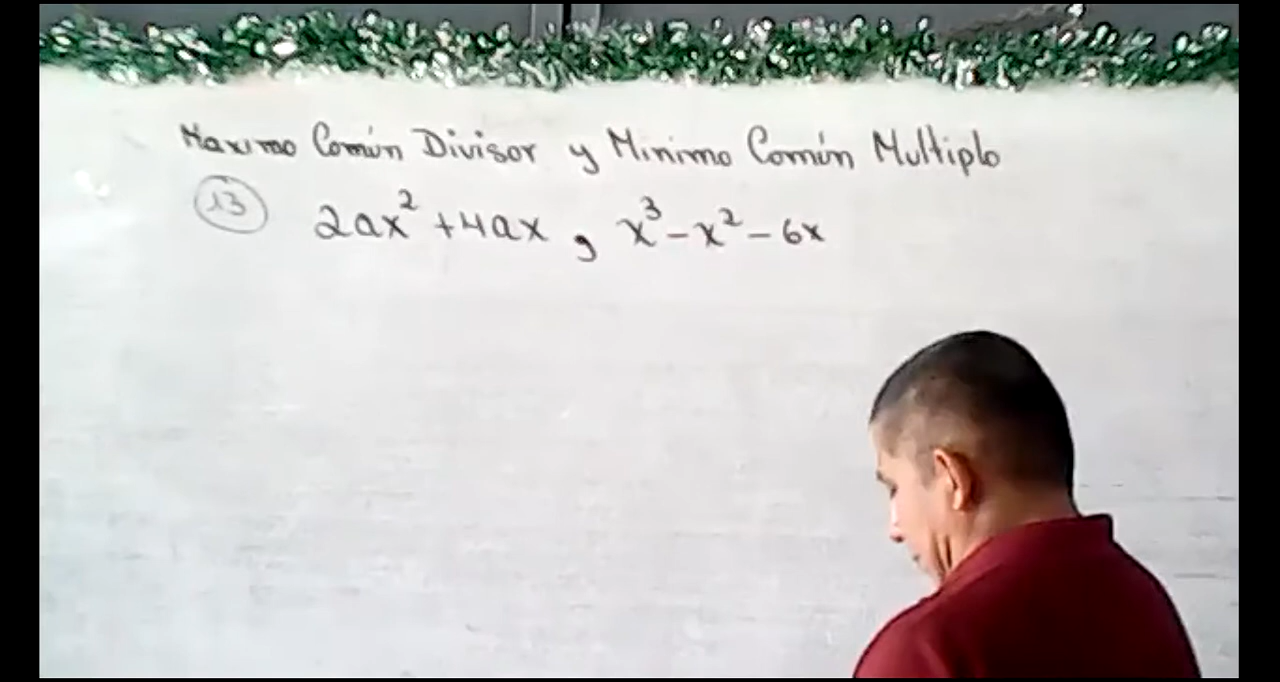 Maximo Común Divisor y Minimo Común Multiplo
13 2ax² + 4ax , x³ - x² - 6x